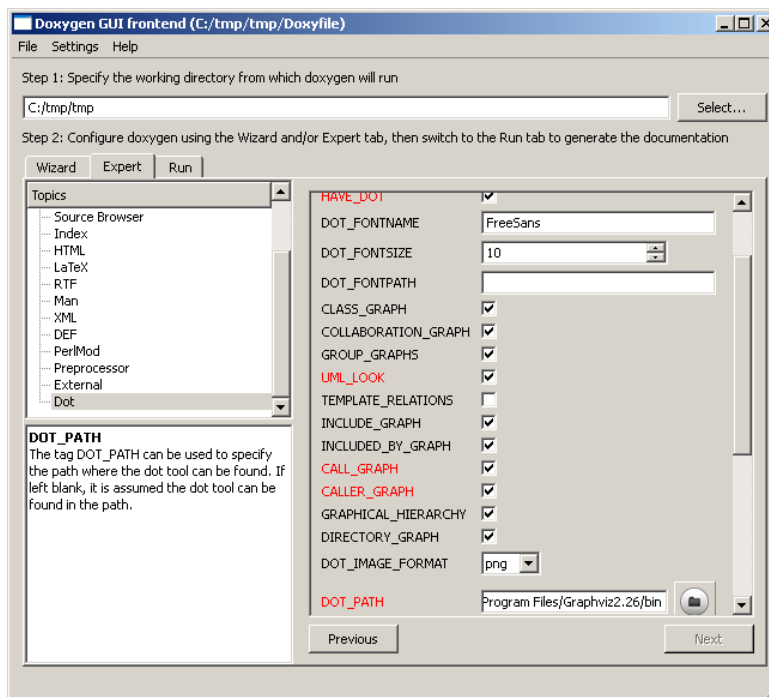 Doxygen GUI frontend (C:/tmp/tmp/Doxyfile)
File Settings Help
Step 1: Specify the working directory from which doxygen will run
C:/tmp/tmp
Select...
Step 2: Configure doxygen using the Wizard and/or Expert tab, then switch to the Run tab to generate the documentation
Wizard Expert Run
Topics
Source Browser
Index
HTML
LaTeX
RTF
Man
XML
DEF
PerlMod
Preprocessor
External
Dot
DOT_PATH
The tag DOT_PATH can be used to specify
the path where the dot tool can be found. If
left blank, it is assumed the dot tool can be
found in the path.
HAVE_DOT
DOT_FONTNAME FreeSans
DOT_FONTSIZE 10
DOT_FONTPATH
CLASS_GRAPH
COLLABORATION_GRAPH
GROUP_GRAPHS
UML_LOOK
TEMPLATE_RELATIONS
INCLUDE_GRAPH
INCLUDED_BY_GRAPH
CALL_GRAPH
CALLER_GRAPH
GRAPHICAL_HIERARCHY
DIRECTORY_GRAPH
DOT_IMAGE_FORMAT png
DOT_PATH Program Files/Graphviz2.26/bin
Previous Next